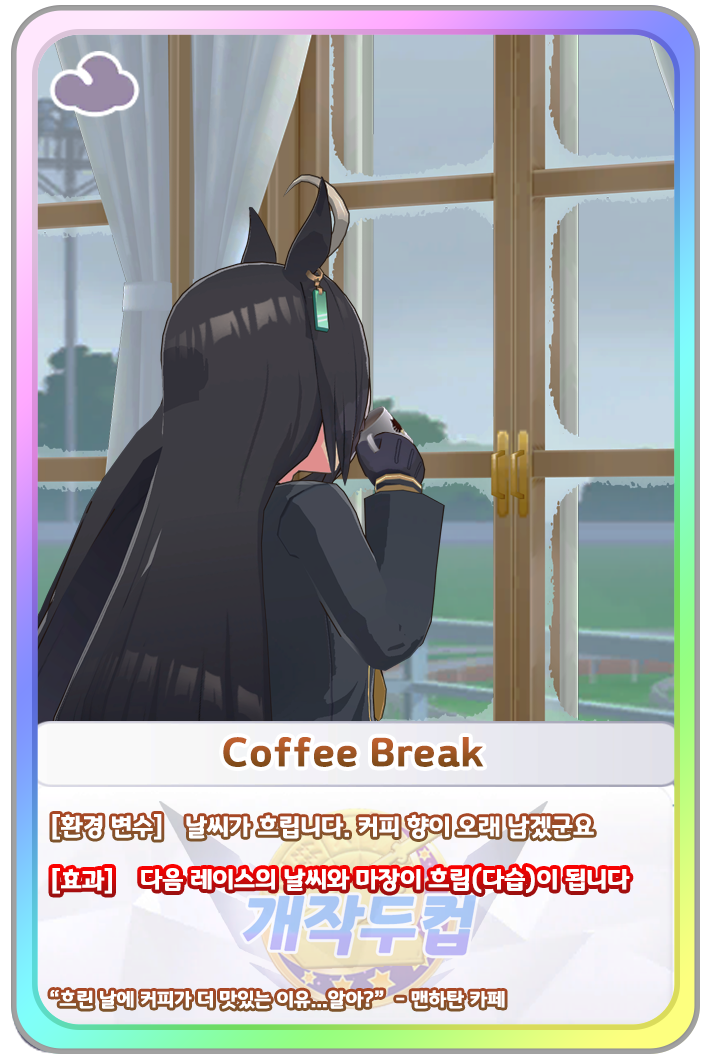 Coffee Break
[환경 변수] 날씨가 흐립니다. 커피 향이 오래 남겠군요
[효과] 다음 레이스의 날씨와 마장이 흐림(다습)이 됩니다
개작두컵
“흐린 날에 커피가 더 맛있는 이유...알아?” - 맨하탄 카페